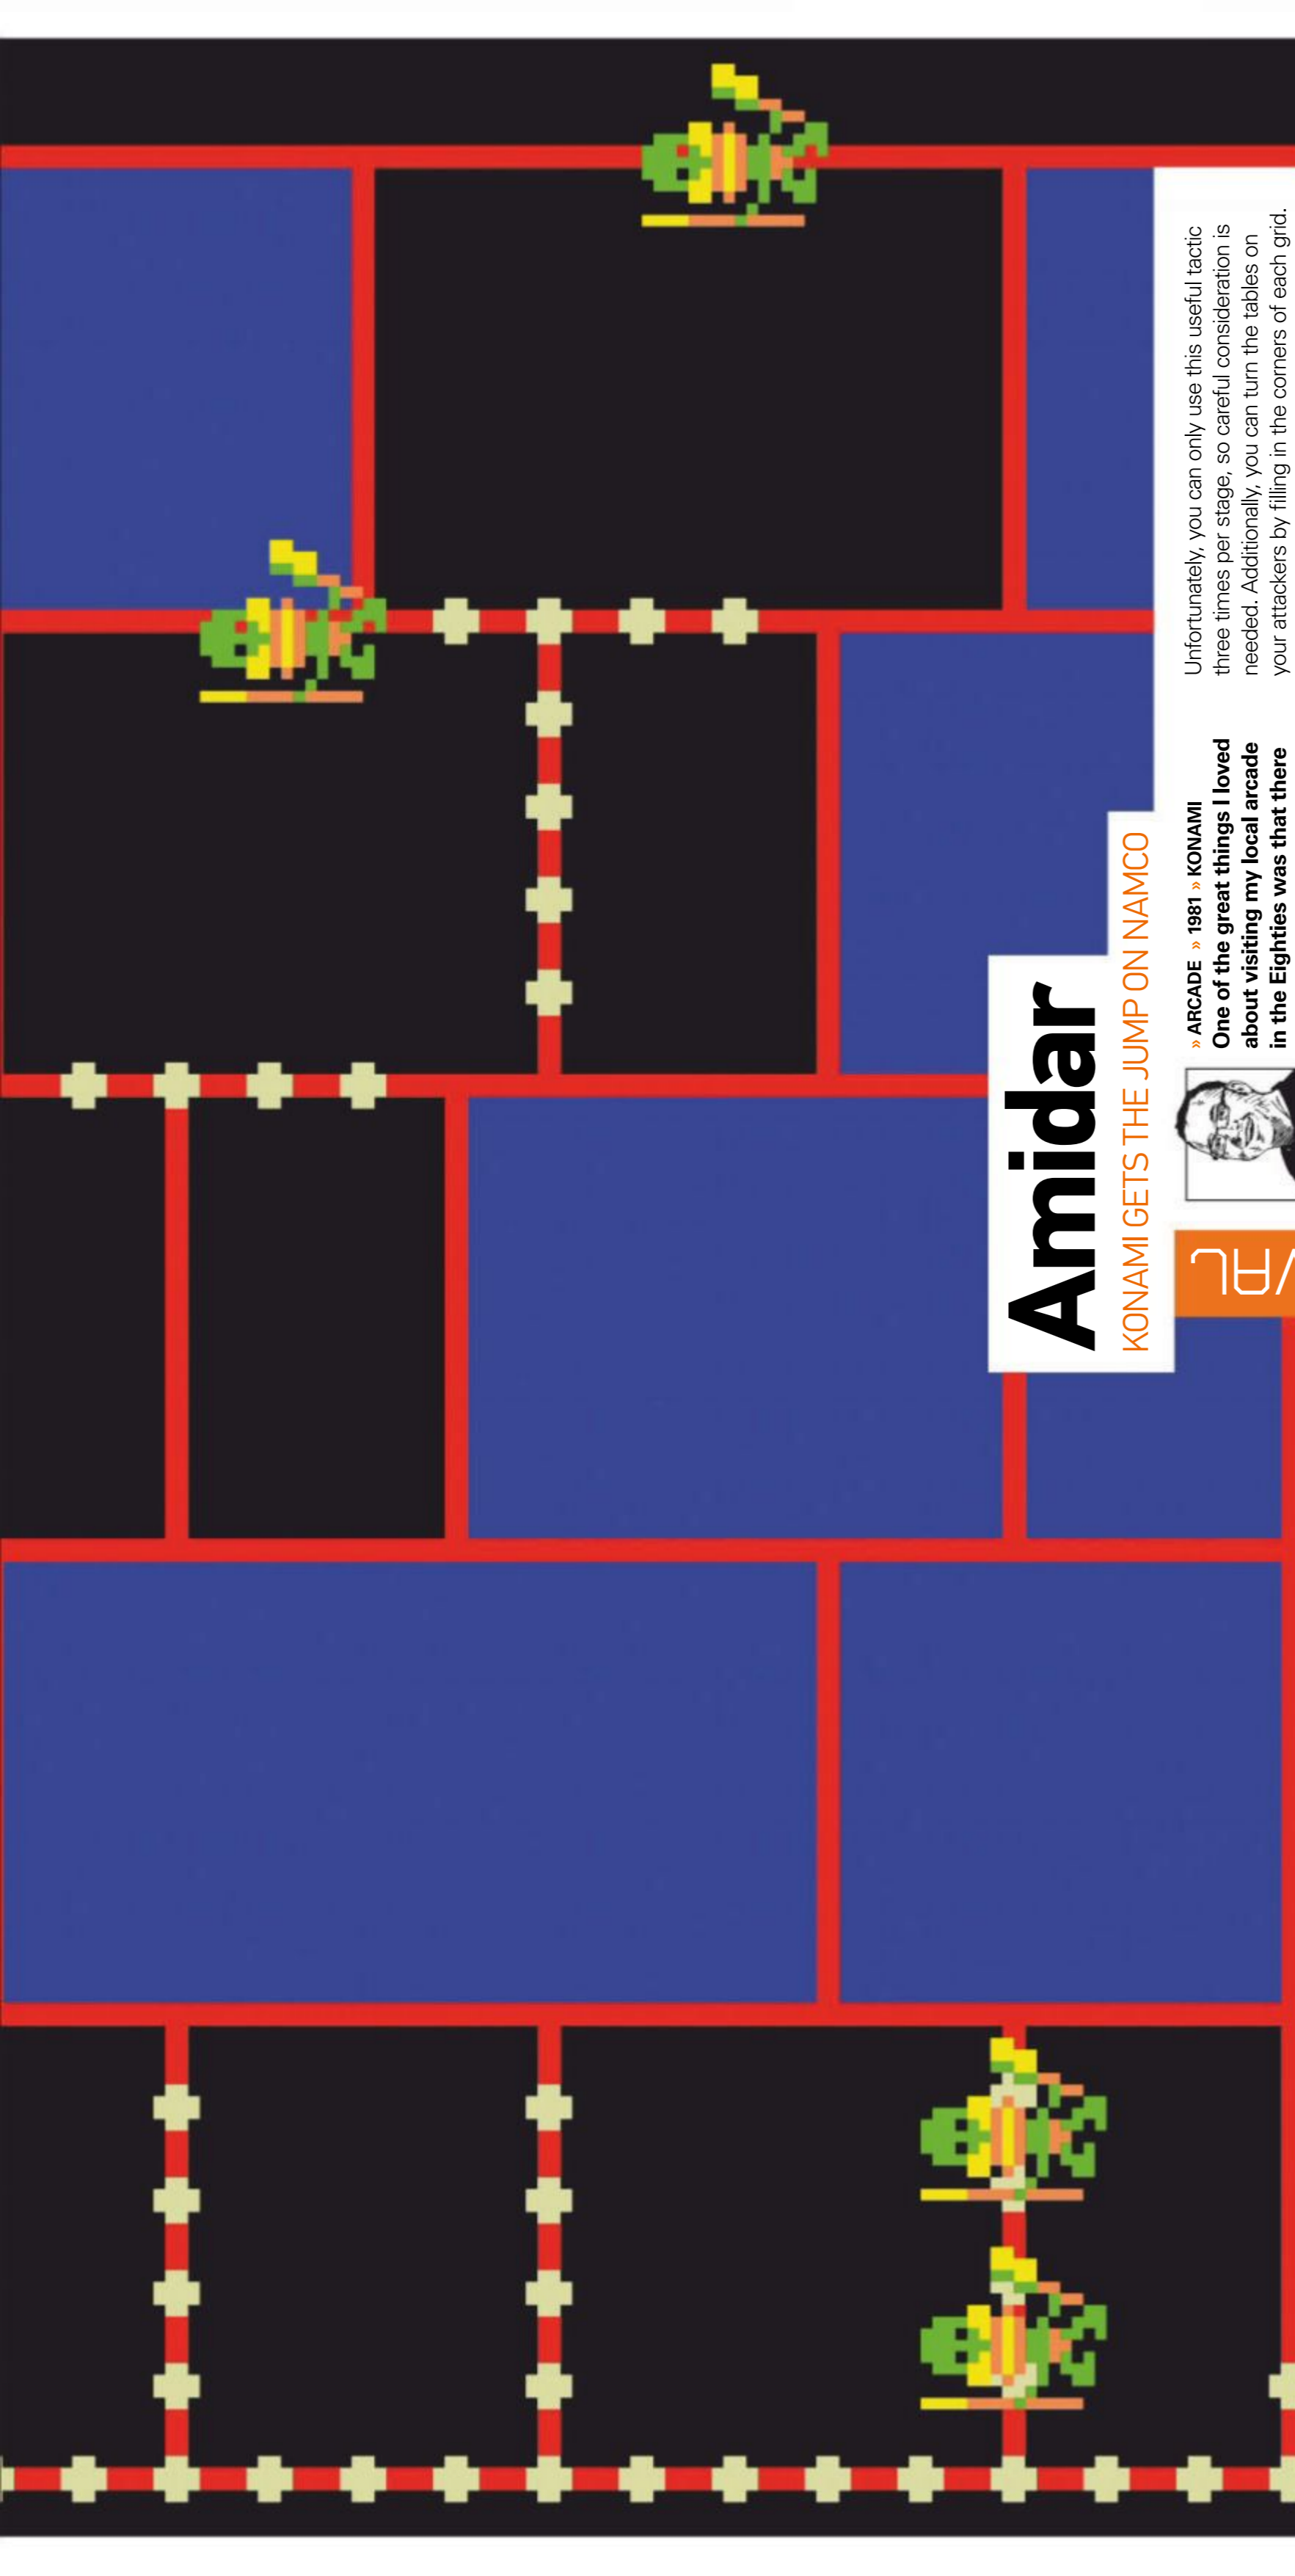 Amidar
KONAMI GETS THE JUMP ON NAMCO
» ARCADE » 1981 » KONAMI
One of the great things I loved
about visiting my local arcade
in the Eighties was that there
Unfortunately, you can only use this useful tactic
three times per stage, so careful consideration is
needed. Additionally, you can turn the tables on
your attackers by filling in the corners of each grid.